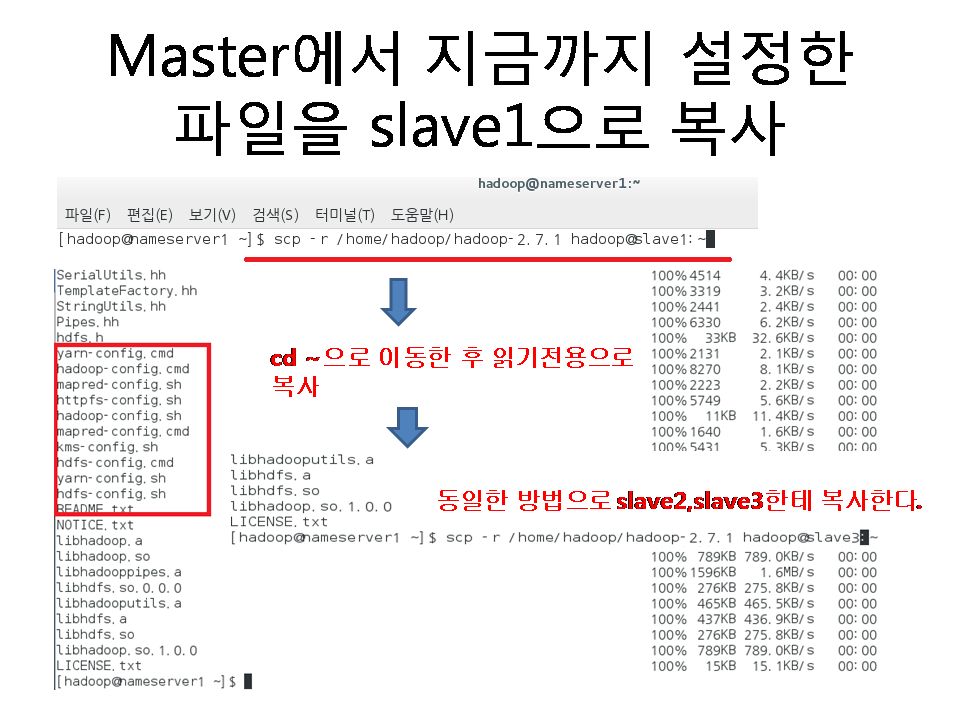 Master에서 지금까지 설정한
파일을 slave1으로 복사
hadoop@nameserver1:~
파일(F) 편집(E) 보기(V) 검색(S) 터미널(T) 도움말(H)
[hadoop@nameserver1 ~]$ scp -r /home/hadoop/hadoop-2.7.1 hadoop@slave1:~
SerialUtils.hh 100% 4514 4.4KB/s 00:00
TemplateFactory.hh 100% 3319 3.2KB/s 00:00
StringUtils.hh 100% 2441 2.4KB/s 00:00
Pipes.hh 100% 6330 6.2KB/s 00:00
hdfs.h 100% 33KB 32.6KB/s 00:00
yarn-config.cmd 100% 2131 2.1KB/s 00:00
hadoop-config.cmd 100% 8270 8.1KB/s 00:00
mapred-config.sh 100% 2223 2.2KB/s 00:00
httpfs-config.sh 100% 5749 5.6KB/s 00:00
hadoop-config.sh 100% 11KB 11.4KB/s 00:00
mapred-config.cmd 100% 1640 1.6KB/s 00:00
kms-config.sh 100% 5431 5.3KB/s 00:00
hdfs-config.cmd
yarn-config.sh
hdfs-config.sh
README.txt
NOTICE.txt
libhadoop.a
libhadoop.so 100% 789KB 789.0KB/s 00:00
libhadooppipes.a 100% 1596KB 1.6MB/s 00:00
libhdfs.so.0.0.0 100% 276KB 275.8KB/s 00:00
libhadooputils.a 100% 465KB 465.5KB/s 00:00
libhdfs.a 100% 437KB 436.9KB/s 00:00
libhdfs.so 100% 276KB 275.8KB/s 00:00
libhadoop.so.1.0.0 100% 789KB 789.0KB/s 00:00
LICENSE.txt 100% 15KB 15.1KB/s 00:00
[hadoop@nameserver1 ~]$
cd ~으로 이동한 후 읽기전용으로
복사
libhadooputils.a
libhdfs.a
libhdfs.so
libhadoop.so.1.0.0
LICENSE.txt
[hadoop@nameserver1 ~]$ scp -r /home/hadoop/hadoop-2.7.1 hadoop@slave3:~
동일한 방법으로 slave2,slave3한테 복사한다.